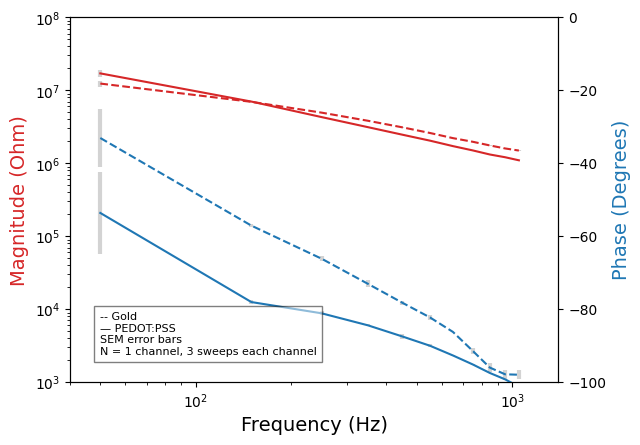 10^8
10^7
10^6
10^5
10^4
10^3
Magnitude (Ohm)
0
−20
−40
−60
−80
−100
Phase (Degrees)
-- Gold
— PEDOT:PSS
SEM error bars
N = 1 channel, 3 sweeps each channel
10^2
10^3
Frequency (Hz)